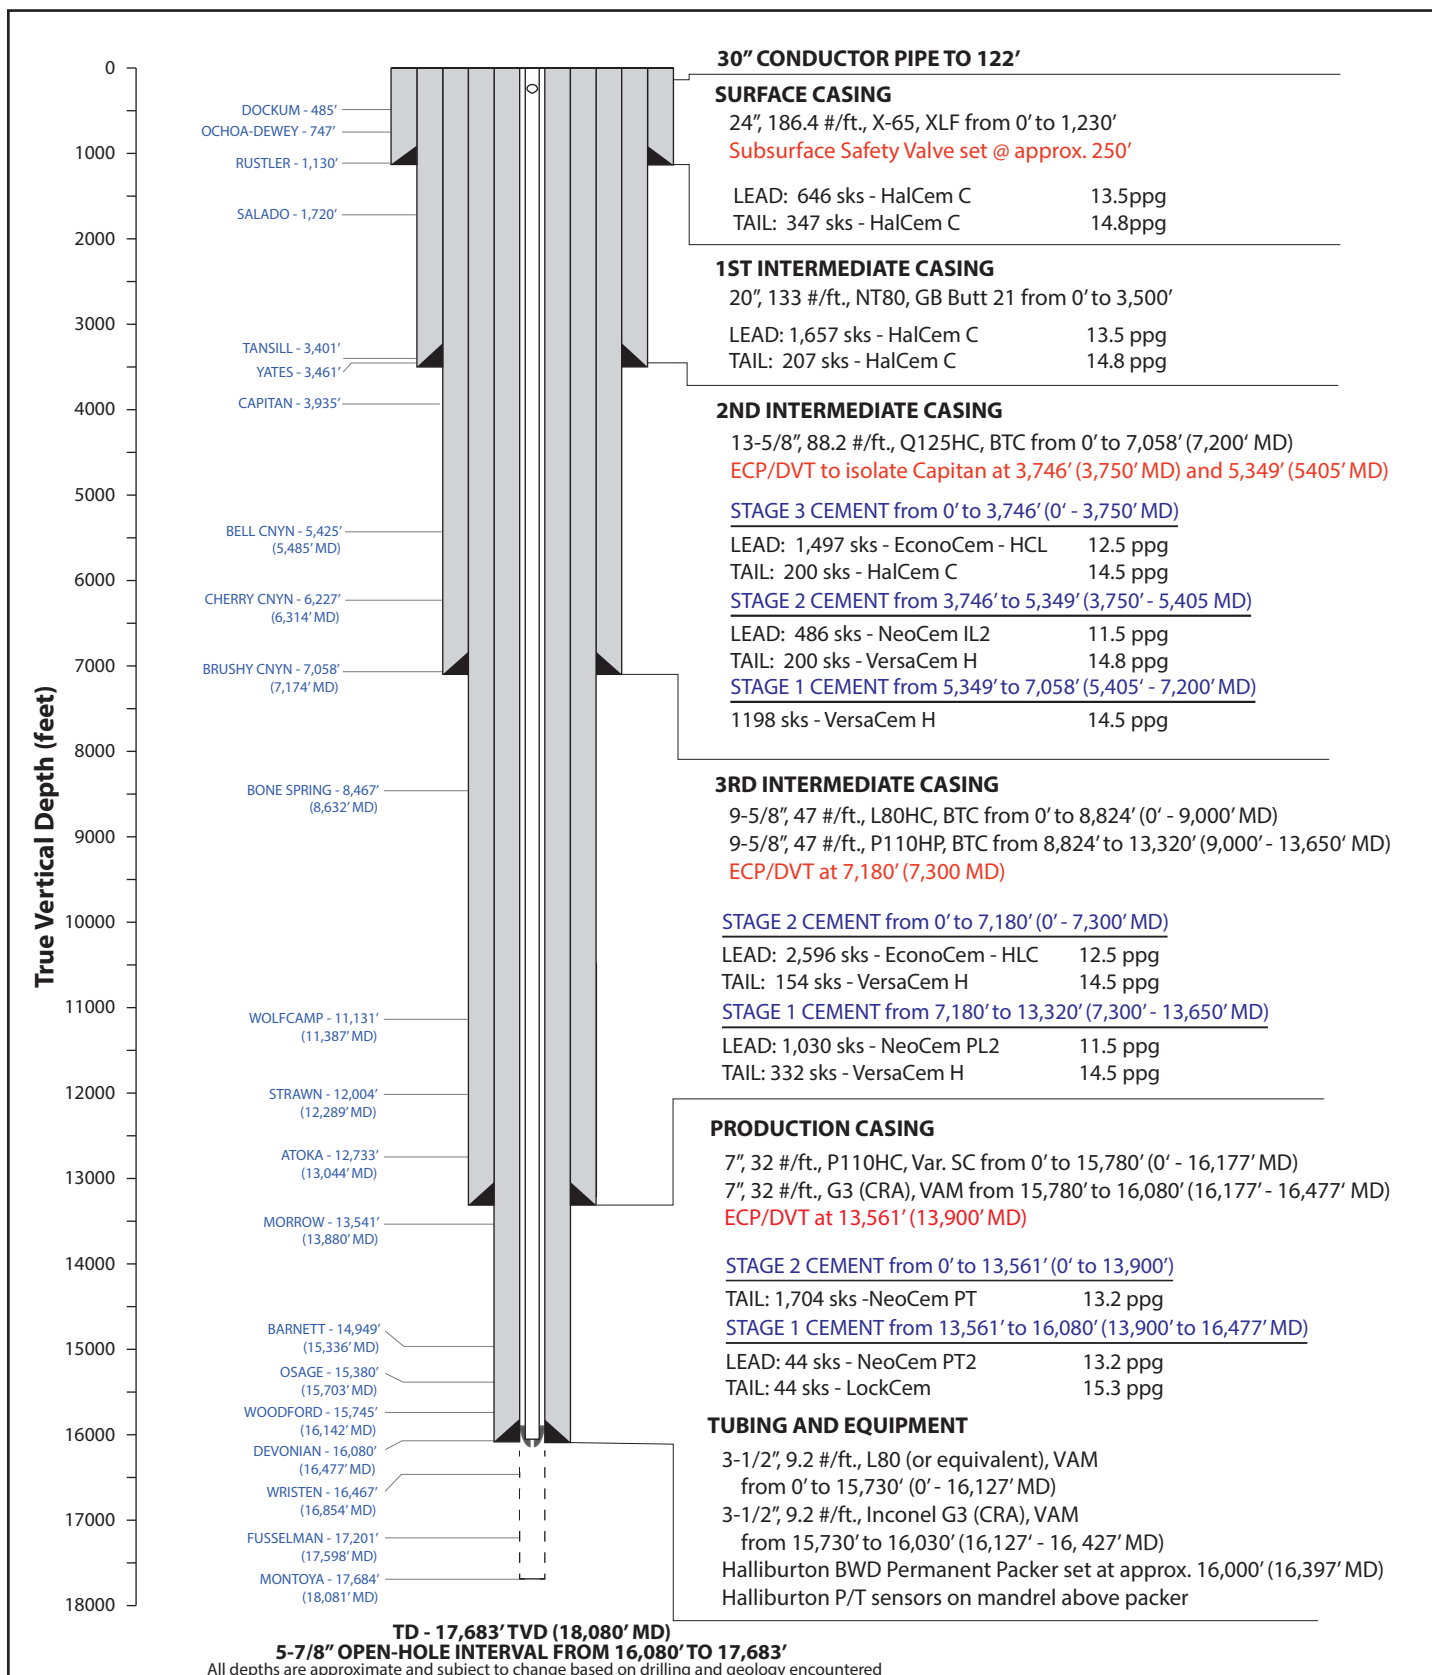 30” CONDUCTOR PIPE TO 122’
SURFACE CASING
24”, 186.4 #/ft., X-65, XLF from 0’ to 1,230’
Subsurface Safety Valve set @ approx. 250’
LEAD: 646 sks - HalCem C 13.5ppg
TAIL: 347 sks - HalCem C 14.8ppg
1ST INTERMEDIATE CASING
20”, 133 #/ft., NT80, GB Butt 21 from 0’ to 3,500’
LEAD: 1,657 sks - HalCem C 13.5 ppg
TAIL: 207 sks - HalCem C 14.8 ppg
2ND INTERMEDIATE CASING
13-5/8”, 88.2 #/ft., Q125HC, BTC from 0’ to 7,058’ (7,200‘ MD)
ECP/DVT to isolate Capitan at 3,746’ (3,750’ MD) and 5,349’ (5405’ MD)
STAGE 3 CEMENT from 0’ to 3,746’ (0‘ - 3,750’ MD)
LEAD: 1,497 sks - EconoCem - HCL 12.5 ppg
TAIL: 200 sks - HalCem C 14.5 ppg
STAGE 2 CEMENT from 3,746’ to 5,349’ (3,750’ - 5,405 MD)
LEAD: 486 sks - NeoCem IL2 11.5 ppg
TAIL: 200 sks - VersaCem H 14.8 ppg
STAGE 1 CEMENT from 5,349’ to 7,058’ (5,405‘ - 7,200’ MD)
1198 sks - VersaCem H 14.5 ppg
3RD INTERMEDIATE CASING
9-5/8”, 47 #/ft., L80HC, BTC from 0’ to 8,824’ (0‘ - 9,000’ MD)
9-5/8”, 47 #/ft., P110HP, BTC from 8,824’ to 13,320’ (9,000’ - 13,650‘ MD)
ECP/DVT at 7,180’ (7,300 MD)
STAGE 2 CEMENT from 0’ to 7,180’ (0’ - 7,300’ MD)
LEAD: 2,596 sks - EconoCem - HLC 12.5 ppg
TAIL: 154 sks - VersaCem H 14.5 ppg
STAGE 1 CEMENT from 7,180’ to 13,320’ (7,300’ - 13,650’ MD)
LEAD: 1,030 sks - NeoCem PL2 11.5 ppg
TAIL: 332 sks - VersaCem H 14.5 ppg
PRODUCTION CASING
7”, 32 #/ft., P110HC, Var. SC from 0’ to 15,780’ (0‘ - 16,177’ MD)
7”, 32 #/ft., G3 (CRA), VAM from 15,780’ to 16,080’ (16,177’ - 16,477‘ MD)
ECP/DVT at 13,561’ (13,900’ MD)
STAGE 2 CEMENT from 0’ to 13,561’ (0‘ to 13,900’)
TAIL: 1,704 sks -NeoCem PT 13.2 ppg
STAGE 1 CEMENT from 13,561’ to 16,080’ (13,900’ to 16,477’ MD)
LEAD: 44 sks - NeoCem PT2 13.2 ppg
TAIL: 44 sks - LockCem 15.3 ppg
TUBING AND EQUIPMENT
3-1/2”, 9.2 #/ft., L80 (or equivalent), VAM
from 0’ to 15,730‘ (0’ - 16,127’ MD)
3-1/2”, 9.2 #/ft., Inconel G3 (CRA), VAM
from 15,730’ to 16,030’ (16,127‘ - 16, 427’ MD)
Halliburton BWD Permanent Packer set at approx. 16,000’ (16,397’ MD)
Halliburton P/T sensors on mandrel above packer
True Vertical Depth (feet)
0
1000
2000
3000
4000
5000
6000
7000
8000
9000
10000
11000
12000
13000
14000
15000
16000
17000
18000
DOCKUM - 485’
OCHOA-DEWEY - 747’
RUSTLER - 1,130’
SALADO - 1,720’
TANSILL - 3,401’
YATES - 3,461’
CAPITAN - 3,935’
BELL CNYN - 5,425’
(5,485’ MD)
CHERRY CNYN - 6,227’
(6,314’ MD)
BRUSHY CNYN - 7,058’
(7,174’ MD)
BONE SPRING - 8,467’
(8,632’ MD)
WOLFCAMP - 11,131’
(11,387’ MD)
STRAWN - 12,004’
(12,289’ MD)
ATOKA - 12,733’
(13,044’ MD)
MORROW - 13,541’
(13,880’ MD)
BARNETT - 14,949’
(15,336’ MD)
OSAGE - 15,380’
(15,703’ MD)
WOODFORD - 15,745’
(16,142’ MD)
DEVONIAN - 16,080’
(16,477’ MD)
WRISTEN - 16,467’
(16,854’ MD)
FUSSELMAN - 17,201’
(17,598’ MD)
MONTOYA - 17,684’
(18,081’ MD)
TD - 17,683’ TVD (18,080’ MD)
5-7/8” OPEN-HOLE INTERVAL FROM 16,080’ TO 17,683’
All depths are approximate and subject to change based on drilling and geology encountered